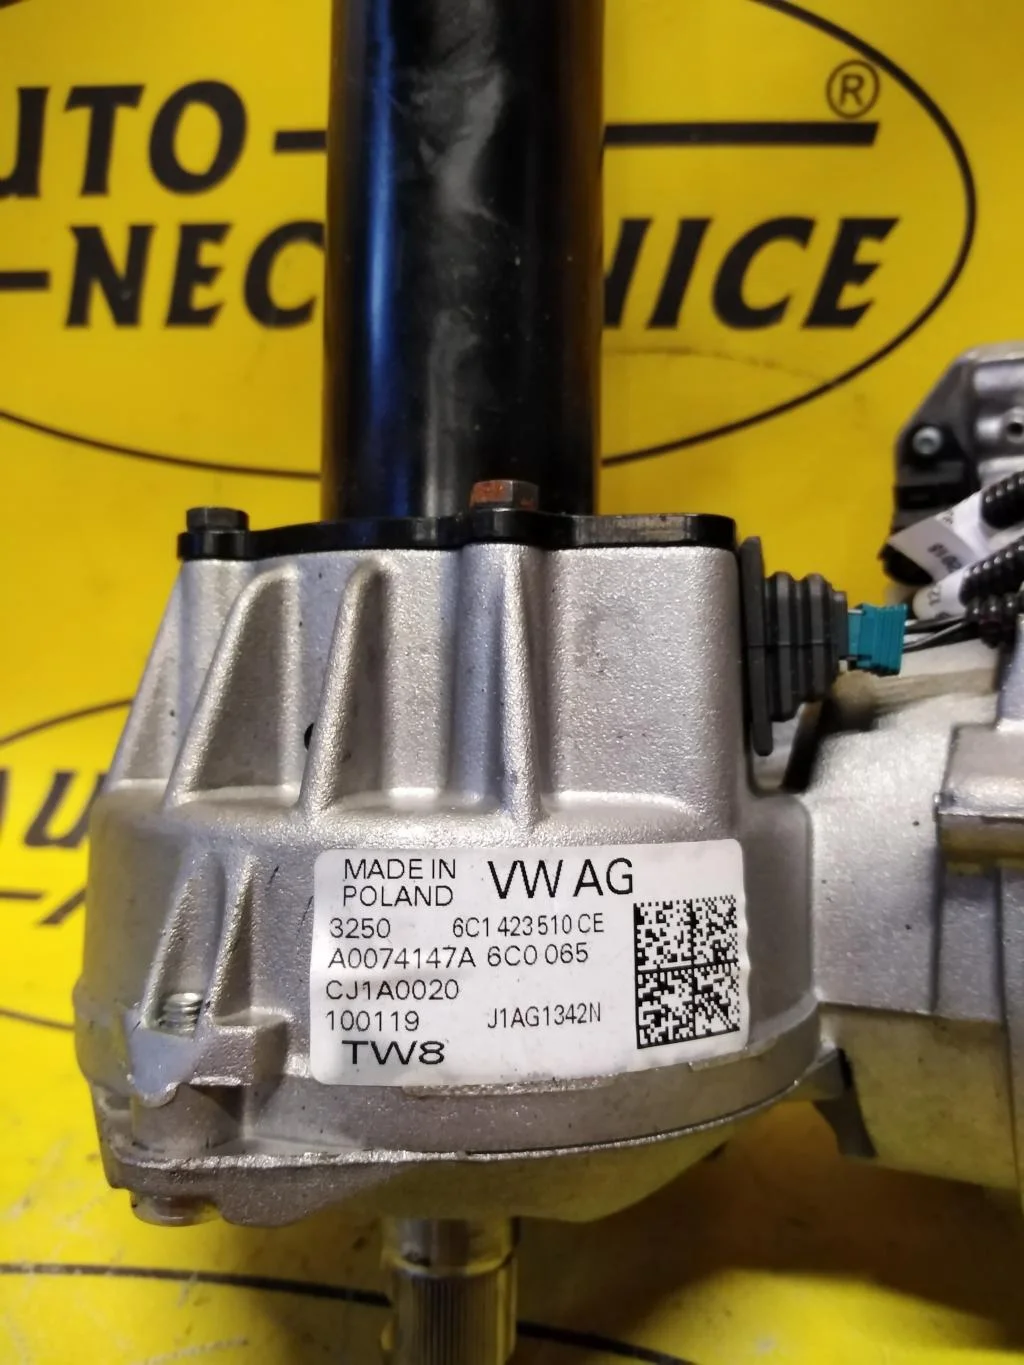 AUTO
NEC
NICE
®
MADE IN
POLAND
VW AG
3250 6C1 423 510 CE
A0074147A 6C0 065
CJ1A0020
100119 J1AG1342N
TW8